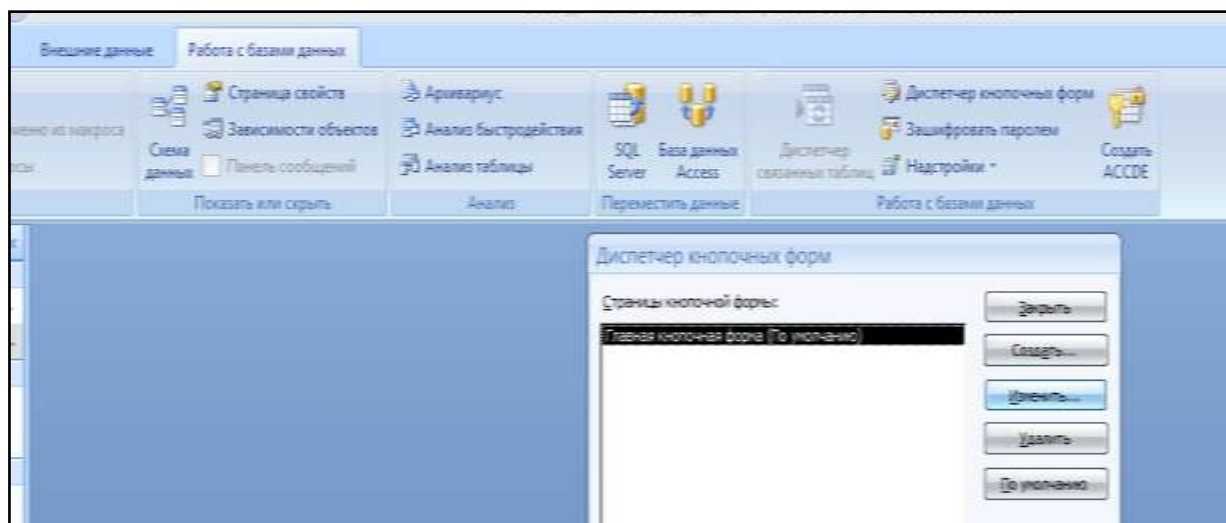 Внешние данные Работа с базами данных
Страница свойств Архивариус Диспетчер кнопочных форм
из макроса Зависимости объектов Анализ быстродействия Зашифровать паролем
Схема данных Панель сообщений Анализ таблицы SQL Server База данных Access Диспетчер связанных таблиц Надстройки Создать ACCDE
Показать или скрыть Анализ Переместить данные Работа с базами данных
Диспетчер кнопочных форм
Страницы кнопочной формы:
Закрыть
Главная кнопочная форма (По умолчанию)
Создать...
Изменить...
Удалить
По умолчанию